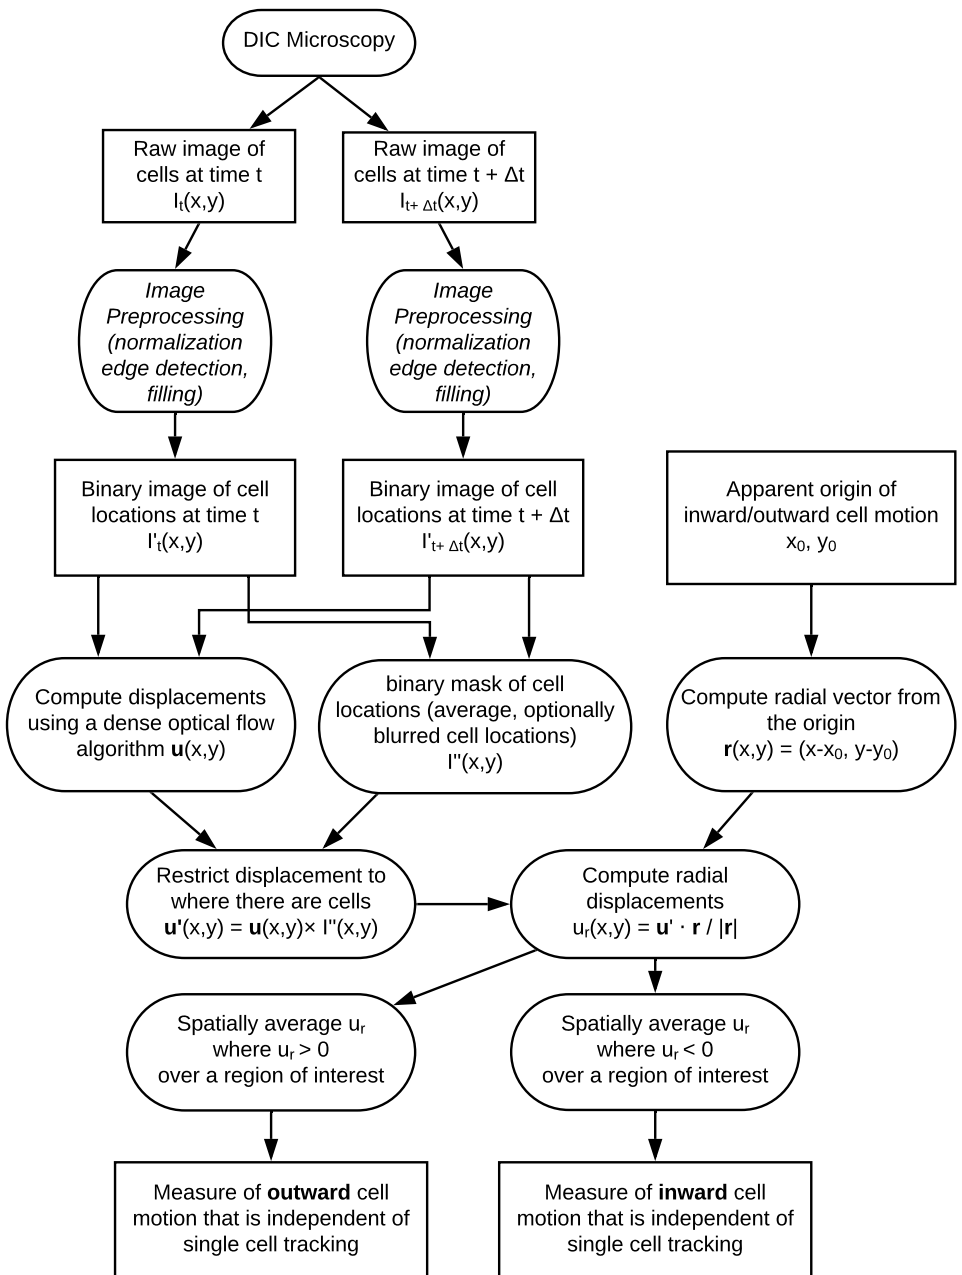 DIC Microscopy
Raw image of
cells at time t
Iₜ(x,y)
Raw image of
cells at time t + Δt
Iₜ₊ Δₜ(x,y)
Image
Preprocessing
(normalization
edge detection,
filling)
Image
Preprocessing
(normalization
edge detection,
filling)
Binary image of cell
locations at time t
I'ₜ(x,y)
Binary image of cell
locations at time t + Δt
I'ₜ₊ Δₜ(x,y)
Apparent origin of
inward/outward cell motion
x₀, y₀
Compute displacements
using a dense optical flow
algorithm u(x,y)
binary mask of cell
locations (average, optionally
blurred cell locations)
I"(x,y)
Compute radial vector from
the origin
r(x,y) = (x-x₀, y-y₀)
Restrict displacement to
where there are cells
u'(x,y) = u(x,y)× I"(x,y)
Compute radial
displacements
uᵣ(x,y) = u' · r / |r|
Spatially average uᵣ
where uᵣ > 0
over a region of interest
Spatially average uᵣ
where uᵣ < 0
over a region of interest
Measure of outward cell
motion that is independent of
single cell tracking
Measure of inward cell
motion that is independent of
single cell tracking